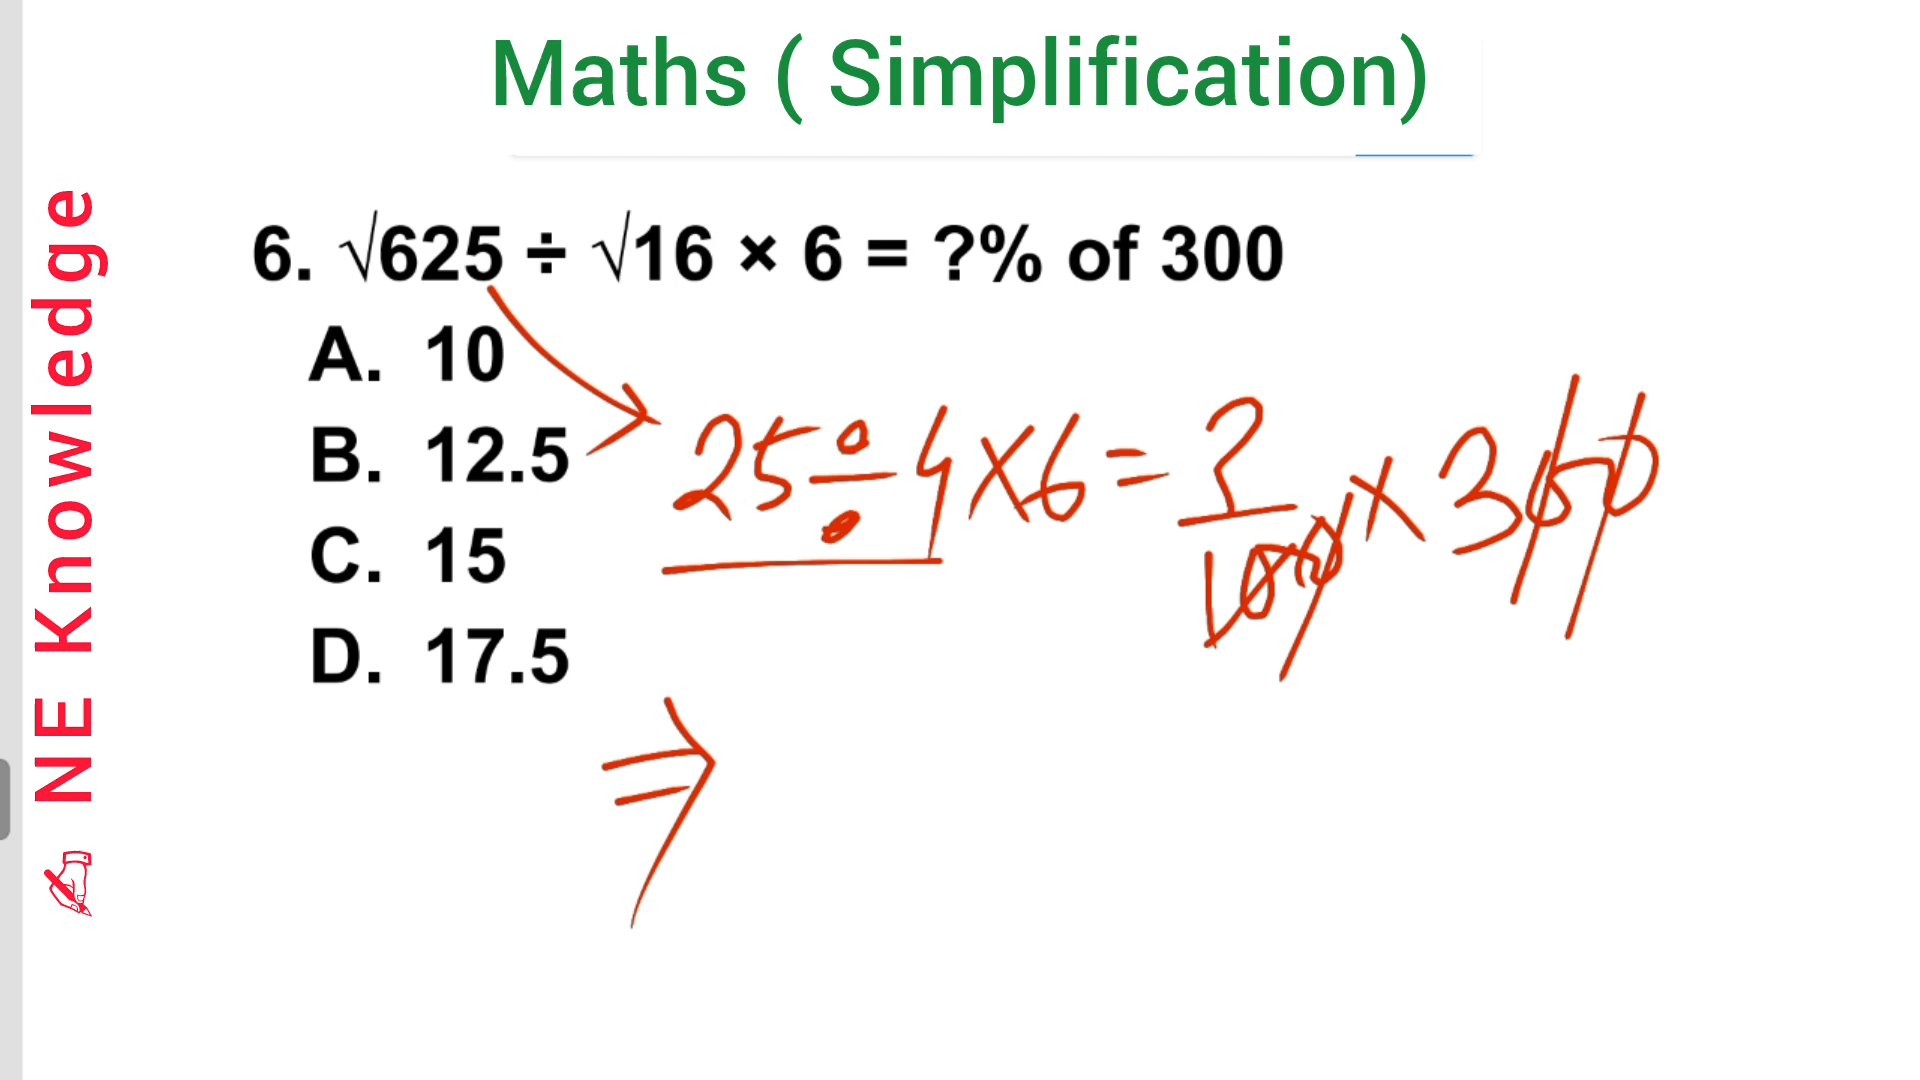 Maths ( Simplification)
6. √625 ÷ √16 × 6 = ?% of 300
A. 10
B. 12.5
C. 15
D. 17.5
25 ÷ 4 × 6 = ?/100 × 300
⇒
✍ NE Knowledge